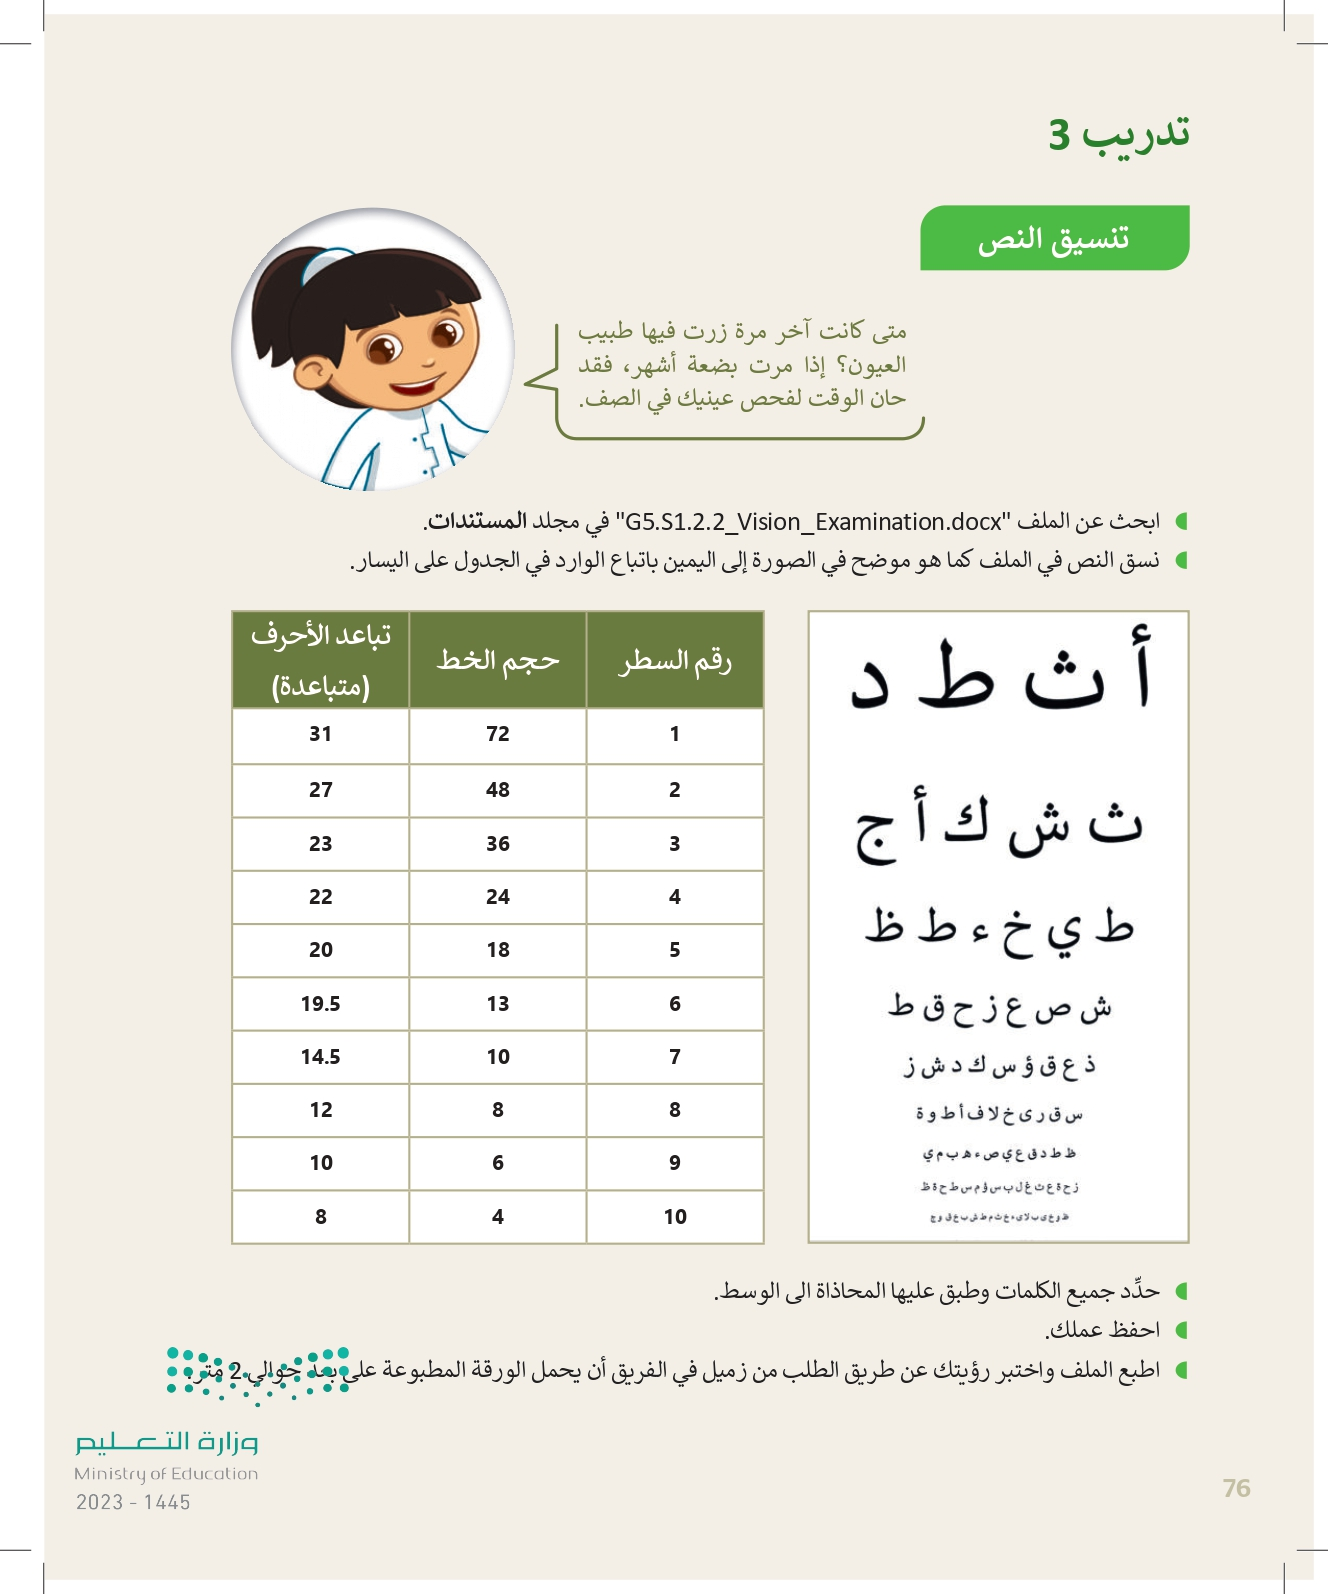 تدريب 3
تنسيق النص
متى كانت آخر مرة زرت فيها طبيب
العيون؟ إذا مرت بضعة أشهر، فقد
حان الوقت لفحص عينيك في الصف.
ابحث عن الملف "G5.S1.2.2_Vision_Examination.docx" في مجلد المستندات.
نسق النص في الملف كما هو موضح في الصورة إلى اليمين باتباع الوارد في الجدول على اليسار.
أ ث ط د
ث ش ك أ ج
ط ي خ ء ط ظ
ش ص ع ز ح ق ط
ذ ع ق ؤ س ك د ش ز
س ق ر ى خ لا ف أ ط و ة
ظ ط د ق ع ي ص ء ه ب م ي
رقم السطر حجم الخط تباعد الأحرف (متباعدة)
1 72 31
2 48 27
3 36 23
4 24 22
5 18 20
6 13 19.5
7 10 14.5
8 8 12
9 6 10
10 4 8
حدِّد جميع الكلمات وطبق عليها المحاذاة الى الوسط.
احفظ عملك.
اطبع الملف واختبر رؤيتك عن طريق الطلب من زميل في الفريق أن يحمل الورقة المطبوعة على بعد حوالي 2 متر.
وزارة التعليم
Ministry of Education
2023 - 1445
76